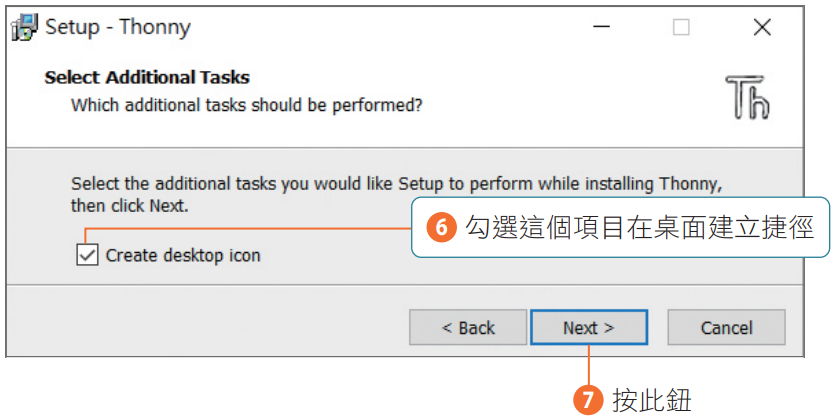 Setup - Thonny
Select Additional Tasks
Which additional tasks should be performed?
Th
Select the additional tasks you would like Setup to perform while installing Thonny,
then click Next.
6 勾選這個項目在桌面建立捷徑
Create desktop icon
< Back
Next >
Cancel
7 按此鈕